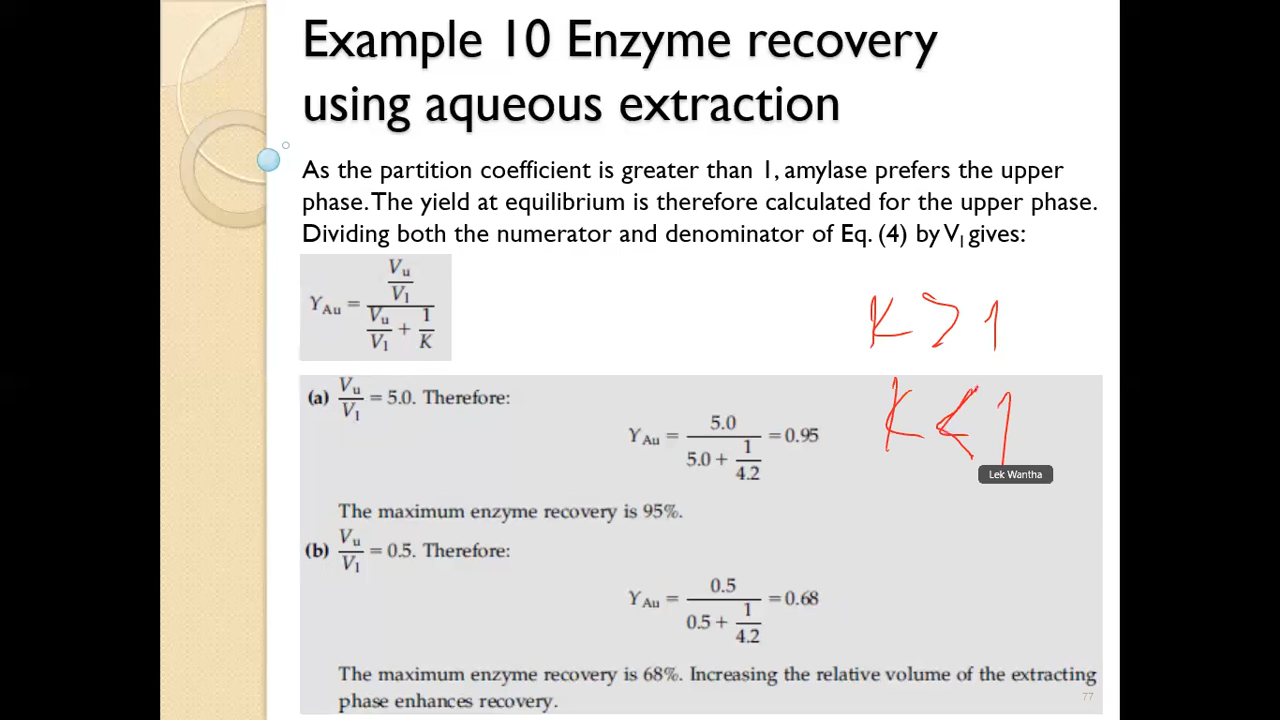 Example 10 Enzyme recovery
using aqueous extraction
As the partition coefficient is greater than 1, amylase prefers the upper
phase. The yield at equilibrium is therefore calculated for the upper phase.
Dividing both the numerator and denominator of Eq. (4) by V₁ gives:
Y_Au = (V_u/V_l) / (V_u/V_l + 1/K)
K > 1
(a) V_u/V_l = 5.0. Therefore:
K < 1
Y_Au = 5.0 / (5.0 + 1/4.2) = 0.95
Lek Wantha
The maximum enzyme recovery is 95%.
(b) V_u/V_l = 0.5. Therefore:
Y_Au = 0.5 / (0.5 + 1/4.2) = 0.68
The maximum enzyme recovery is 68%. Increasing the relative volume of the extracting
phase enhances recovery.
77